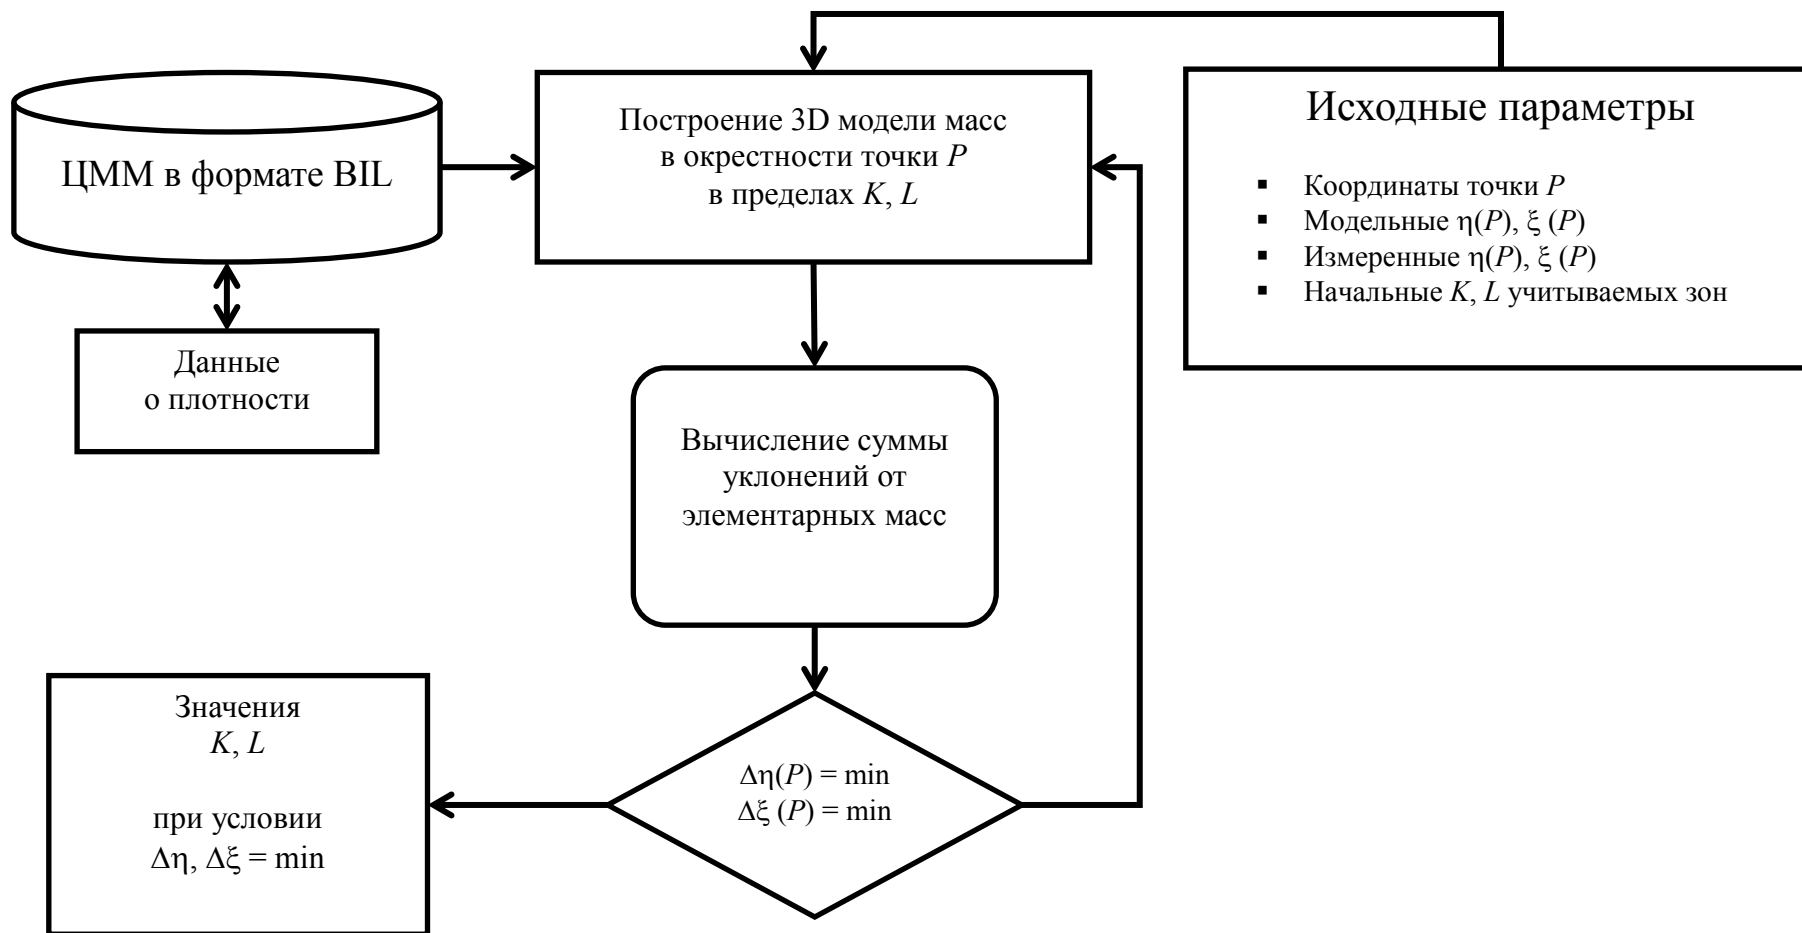 ЦММ в формате BIL
Данные
о плотности
Построение 3D модели масс
в окрестности точки P
в пределах K, L
Исходные параметры
▪ Координаты точки P
▪ Модельные η(P), ξ (P)
▪ Измеренные η(P), ξ (P)
▪ Начальные K, L учитываемых зон
Вычисление суммы
уклонений от
элементарных масс
Δη(P) = min
Δξ (P) = min
Значения
K, L
при условии
Δη, Δξ = min